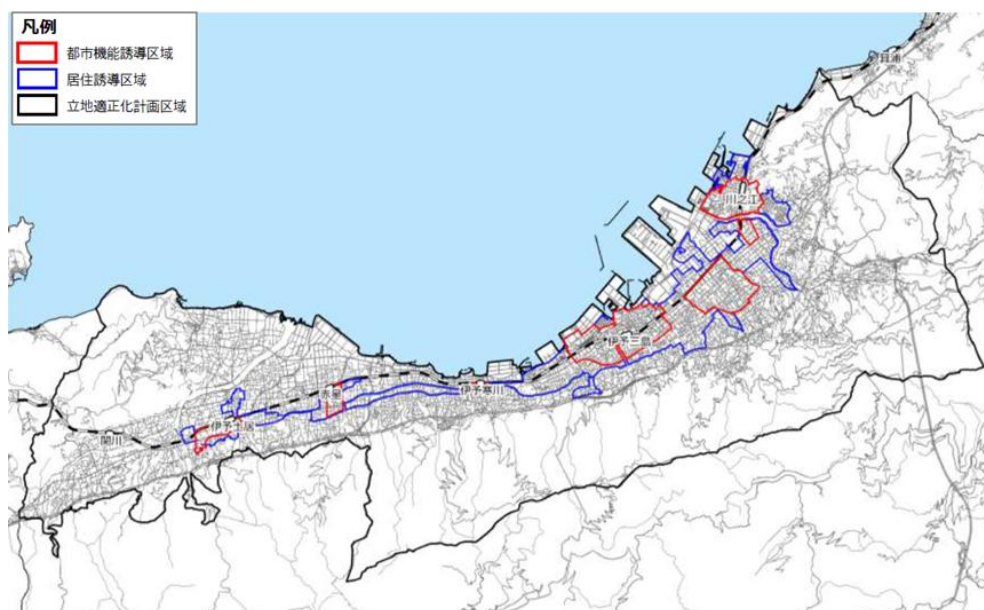 凡例
都市機能誘導区域
居住誘導区域
立地適正化計画区域
箕浦
川之江
伊予三島
伊予寒川
赤星
伊予土居
関川